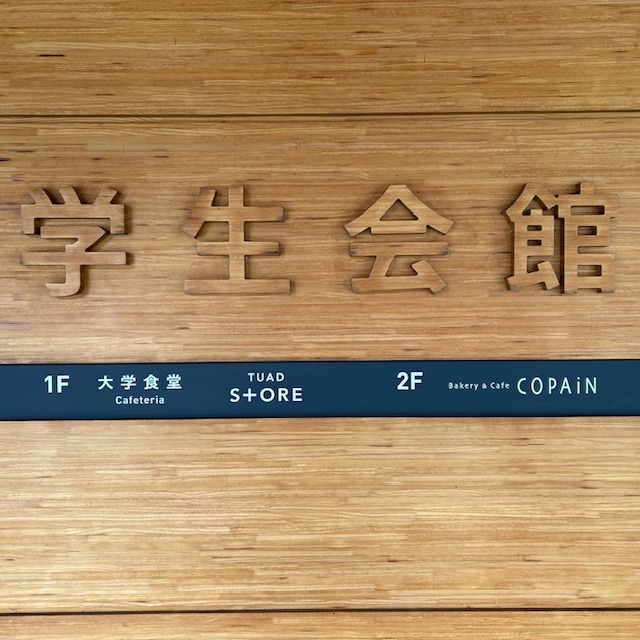 学生会館
1F 大学食堂 Cafeteria TUAD S+ORE 2F Bakery & Cafe COPAiN